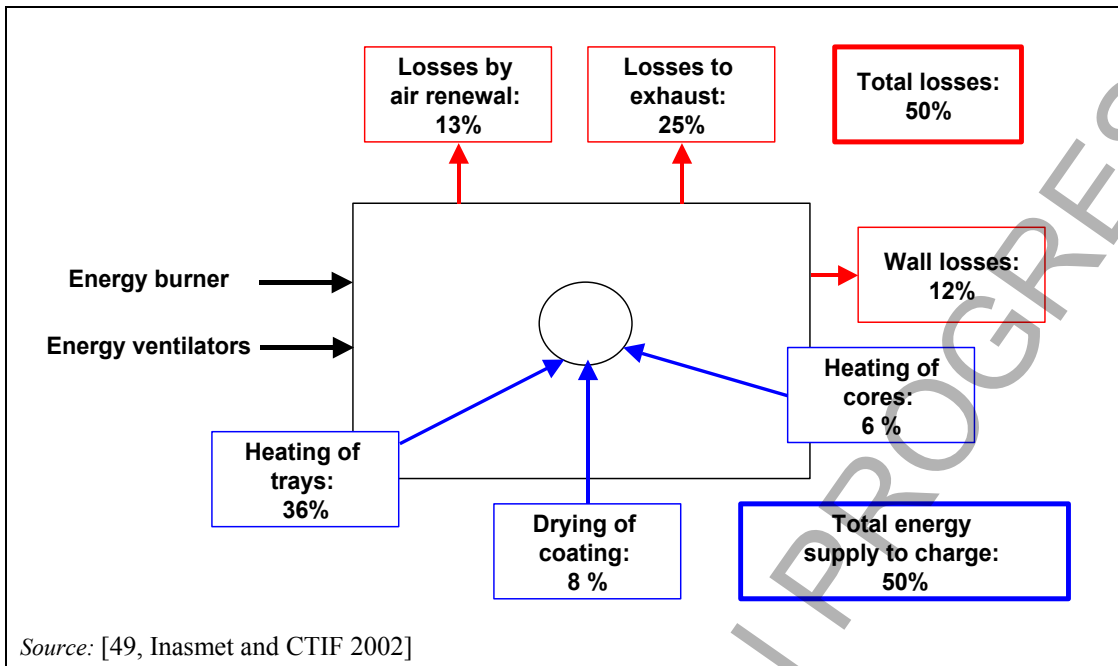 Losses by
air renewal:
13%
Losses to
exhaust:
25%
Total losses:
50%
Energy burner
Wall losses:
12%
Energy ventilators
Heating of
cores:
6 %
Heating of
trays:
36%
Drying of
coating:
8 %
Total energy
supply to charge:
50%
Source: [49, Inasmet and CTIF 2002]
PROGRES